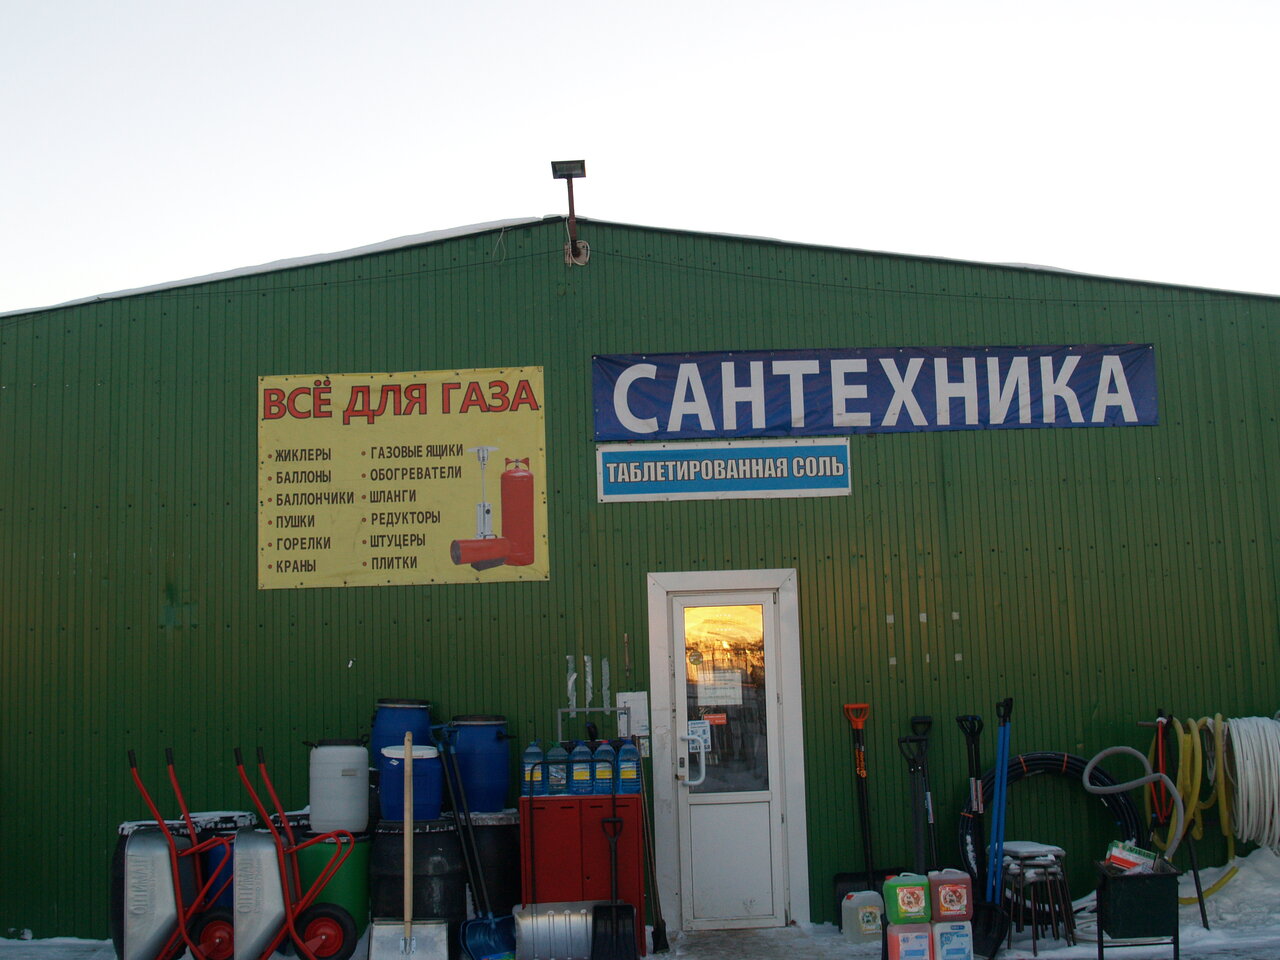 ВСЁ ДЛЯ ГАЗА
• ЖИКЛЕРЫ
• БАЛЛОНЫ
• БАЛЛОНЧИКИ
• ПУШКИ
• ГОРЕЛКИ
• КРАНЫ
• ГАЗОВЫЕ ЯЩИКИ
• ОБОГРЕВАТЕЛИ
• ШЛАНГИ
• РЕДУКТОРЫ
• ШТУЦЕРЫ
• ПЛИТКИ
САНТЕХНИКА
ТАБЛЕТИРОВАННАЯ СОЛЬ